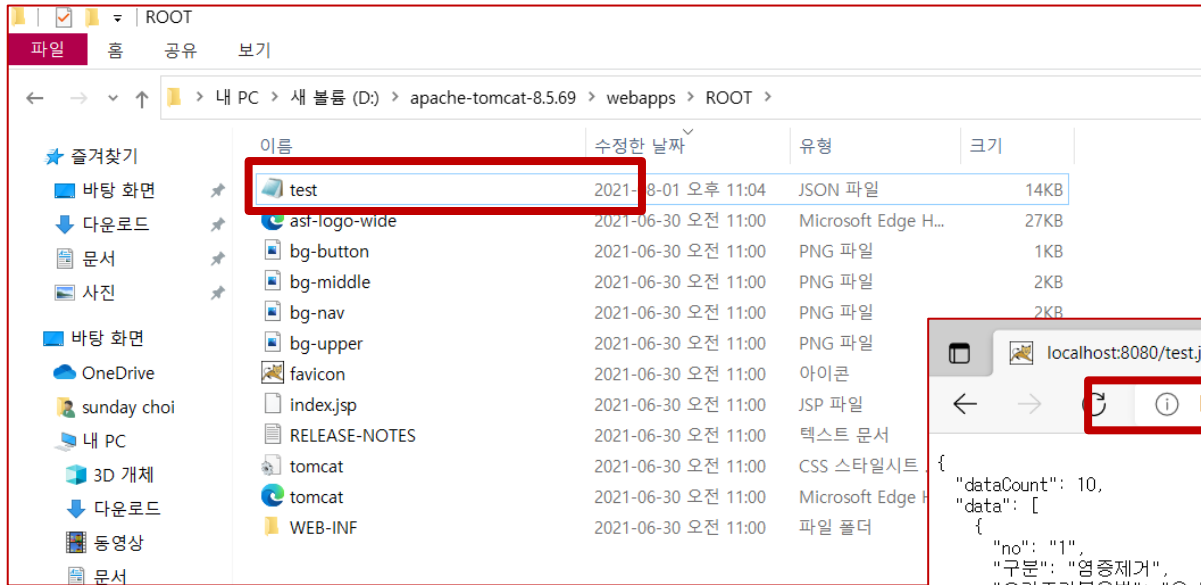 ROOT
파일 홈 공유 보기
내 PC > 새 볼륨 (D:) > apache-tomcat-8.5.69 > webapps > ROOT >
이름 수정한 날짜 유형 크기
즐겨찾기
바탕 화면
다운로드
문서
사진
바탕 화면
OneDrive
sunday choi
내 PC
3D 개체
다운로드
동영상
문서
test 2021- 8-01 오후 11:04 JSON 파일 14KB
asf-logo-wide 2021-06-30 오전 11:00 Microsoft Edge H... 27KB
bg-button 2021-06-30 오전 11:00 PNG 파일 1KB
bg-middle 2021-06-30 오전 11:00 PNG 파일 2KB
bg-nav 2021-06-30 오전 11:00 PNG 파일 2KB
bg-upper 2021-06-30 오전 11:00 PNG 파일
favicon 2021-06-30 오전 11:00 아이콘
index.jsp 2021-06-30 오전 11:00 JSP 파일
RELEASE-NOTES 2021-06-30 오전 11:00 텍스트 문서
tomcat 2021-06-30 오전 11:00 CSS 스타일시트
tomcat 2021-06-30 오전 11:00 Microsoft Edge H
WEB-INF 2021-06-30 오전 11:00 파일 폴더
localhost:8080/test.j
{
"dataCount": 10,
"data": [
{
"no": "1",
"구분": "염증제거",